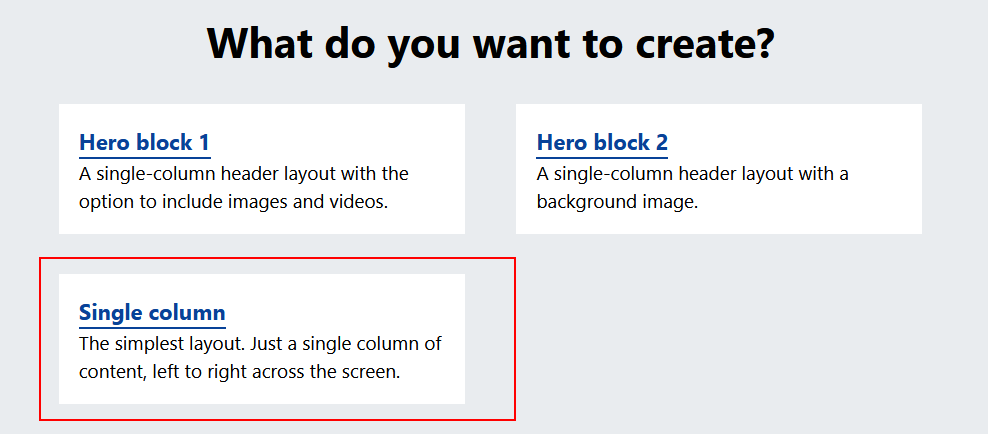 What do you want to create?
Hero block 1
A single-column header layout with the
option to include images and videos.
Hero block 2
A single-column header layout with a
background image.
Single column
The simplest layout. Just a single column of
content, left to right across the screen.